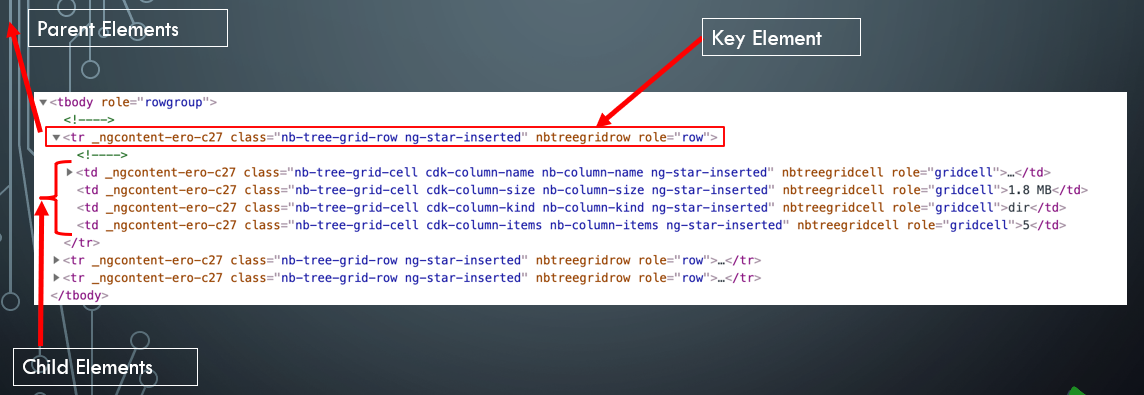 Parent Elements
Key Element
▼<tbody role="rowgroup">
<!---->
▼<tr _ngcontent-ero-c27 class="nb-tree-grid-row ng-star-inserted" nbtreegridrow role="row">
<!---->
▶<td _ngcontent-ero-c27 class="nb-tree-grid-cell cdk-column-name nb-column-name ng-star-inserted" nbtreegridcell role="gridcell">…</td>
<td _ngcontent-ero-c27 class="nb-tree-grid-cell cdk-column-size nb-column-size ng-star-inserted" nbtreegridcell role="gridcell">1.8 MB</td>
<td _ngcontent-ero-c27 class="nb-tree-grid-cell cdk-column-kind nb-column-kind ng-star-inserted" nbtreegridcell role="gridcell">dir</td>
<td _ngcontent-ero-c27 class="nb-tree-grid-cell cdk-column-items nb-column-items ng-star-inserted" nbtreegridcell role="gridcell">5</td>
</tr>
▶<tr _ngcontent-ero-c27 class="nb-tree-grid-row ng-star-inserted" nbtreegridrow role="row">…</tr>
▶<tr _ngcontent-ero-c27 class="nb-tree-grid-row ng-star-inserted" nbtreegridrow role="row">…</tr>
</tbody>
Child Elements